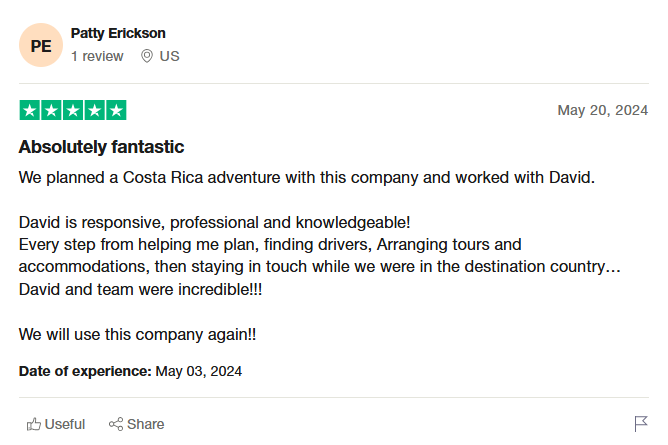 PE
Patty Erickson
1 review US
May 20, 2024
Absolutely fantastic
We planned a Costa Rica adventure with this company and worked with David.
David is responsive, professional and knowledgeable!
Every step from helping me plan, finding drivers, Arranging tours and
accommodations, then staying in touch while we were in the destination country…
David and team were incredible!!!
We will use this company again!!
Date of experience: May 03, 2024
Useful Share